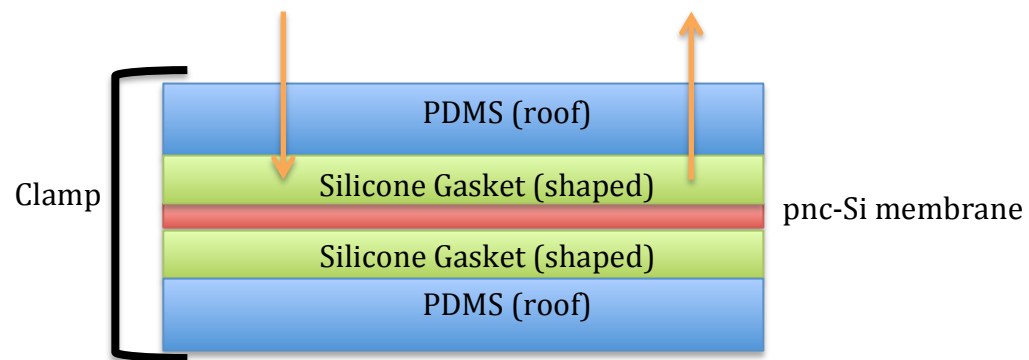 PDMS (roof)
Silicone Gasket (shaped)
Clamp
pnc-Si membrane
Silicone Gasket (shaped)
PDMS (roof)